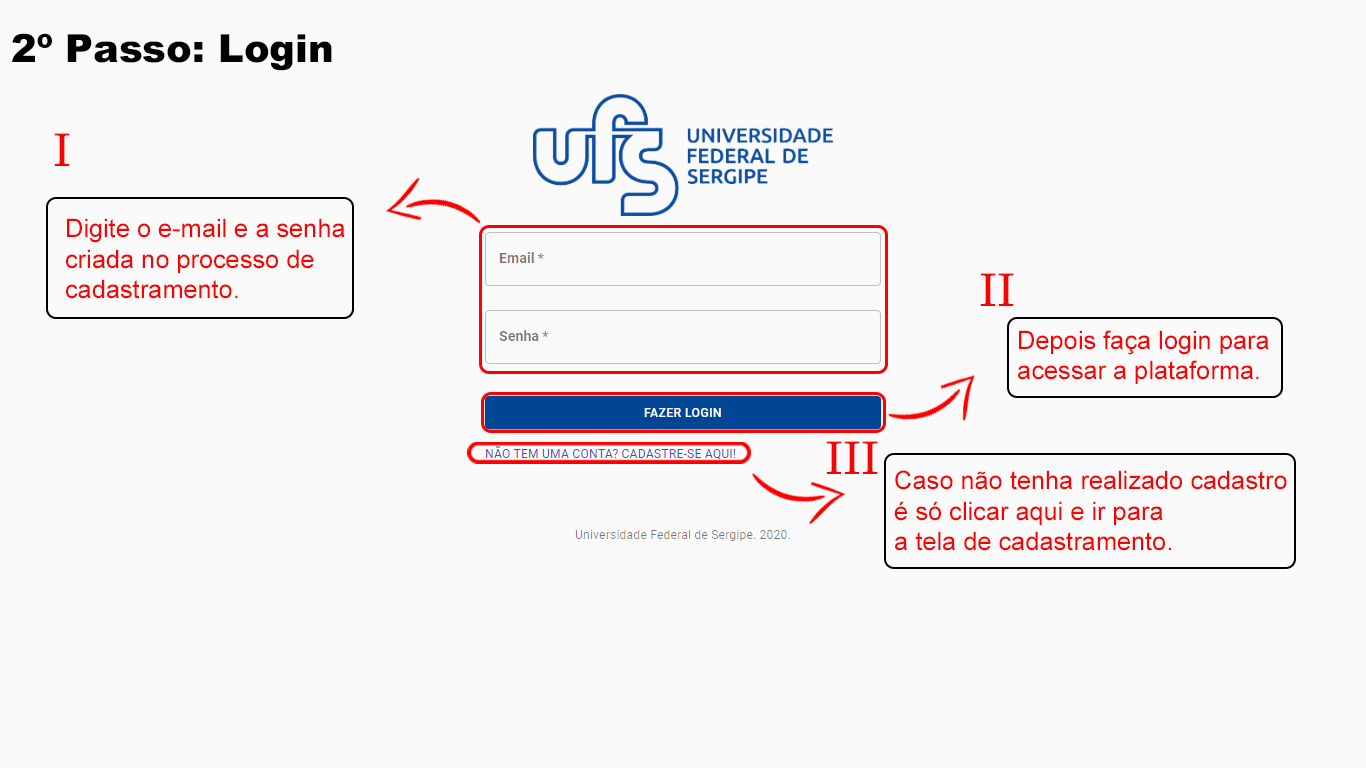 2º Passo: Login
ufs
UNIVERSIDADE
FEDERAL DE
SERGIPE
I
Digite o e-mail e a senha
criada no processo de
cadastramento.
Email *
Senha *
II
Depois faça login para
acessar a plataforma.
FAZER LOGIN
NÃO TEM UMA CONTA? CADASTRE-SE AQUI!
III
Caso não tenha realizado cadastro
é só clicar aqui e ir para
a tela de cadastramento.
Universidade Federal de Sergipe. 2020.